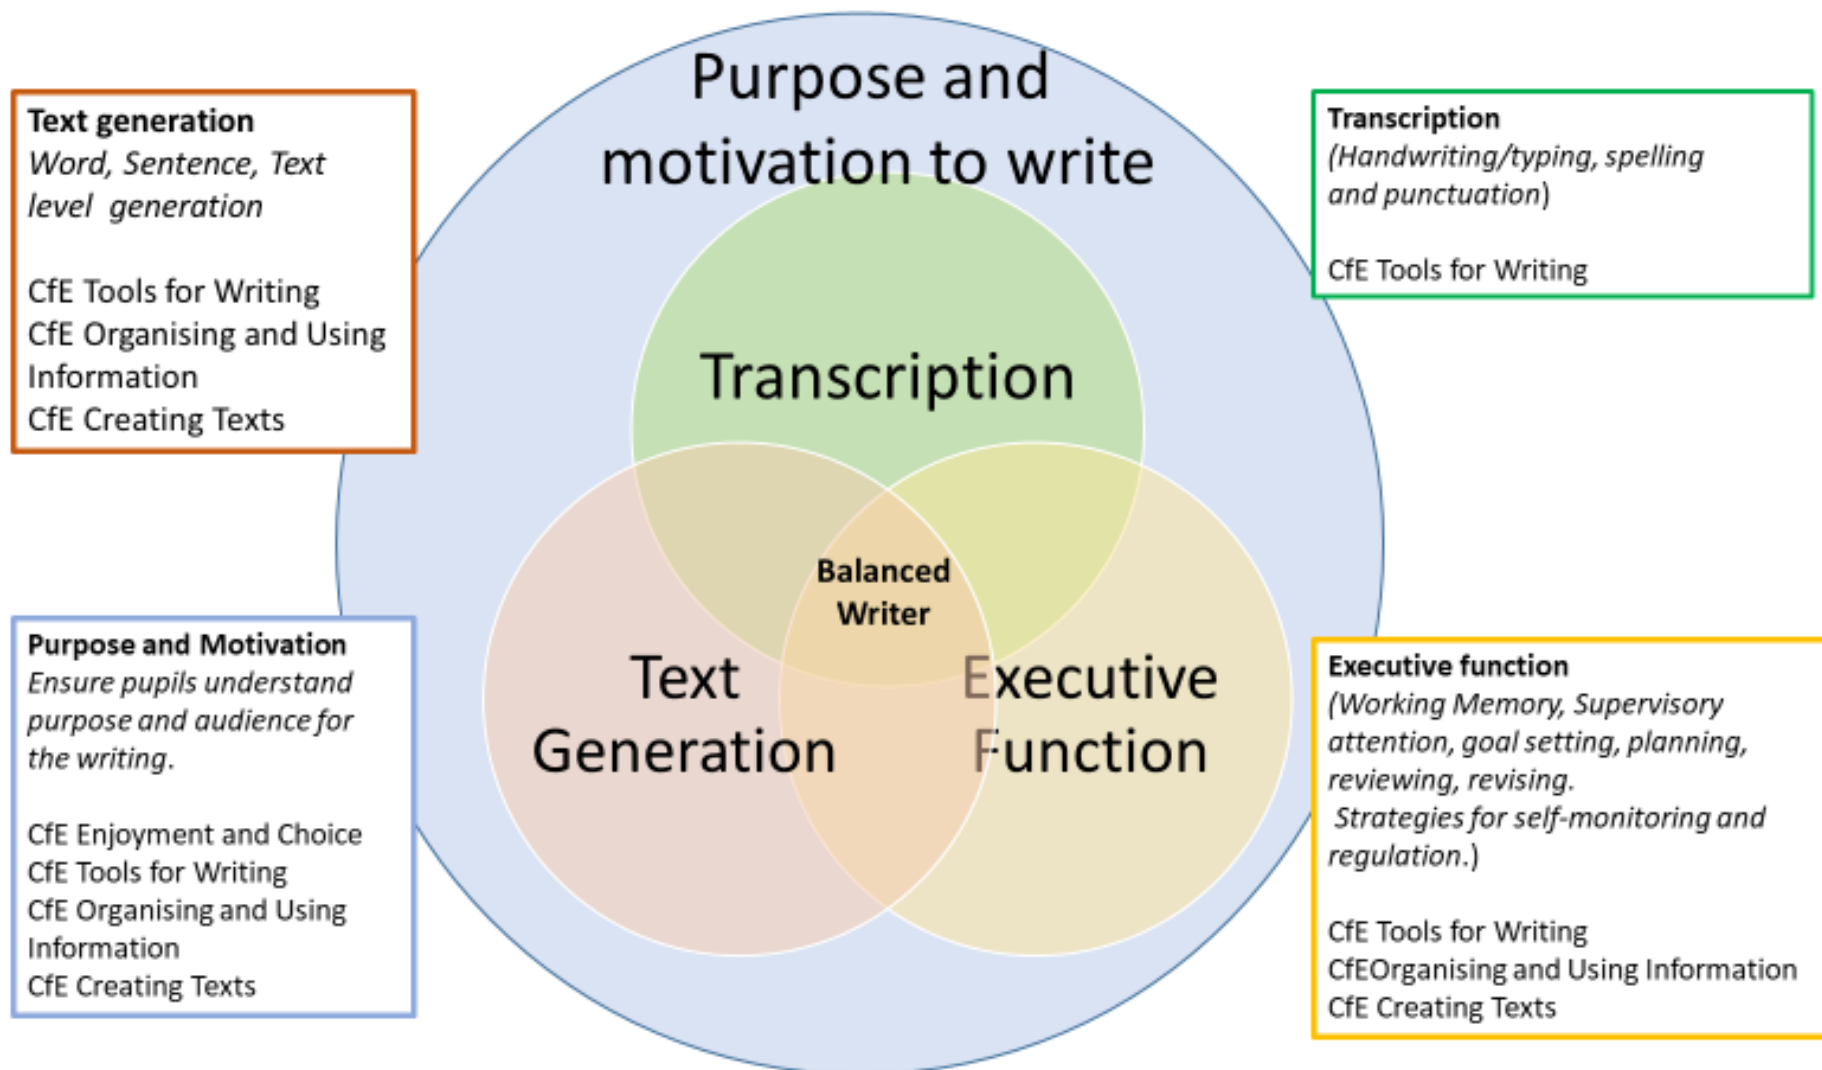 Purpose and
motivation to write
Text generation
Word, Sentence, Text
level generation
CfE Tools for Writing
CfE Organising and Using
Information
CfE Creating Texts
Transcription
(Handwriting/typing, spelling
and punctuation)
CfE Tools for Writing
Transcription
Balanced
Writer
Text
Generation
Executive
Function
Purpose and Motivation
Ensure pupils understand
purpose and audience for
the writing.
CfE Enjoyment and Choice
CfE Tools for Writing
CfE Organising and Using
Information
CfE Creating Texts
Executive function
(Working Memory, Supervisory
attention, goal setting, planning,
reviewing, revising.
Strategies for self-monitoring and
regulation.)
CfE Tools for Writing
CfEOrganising and Using Information
CfE Creating Texts